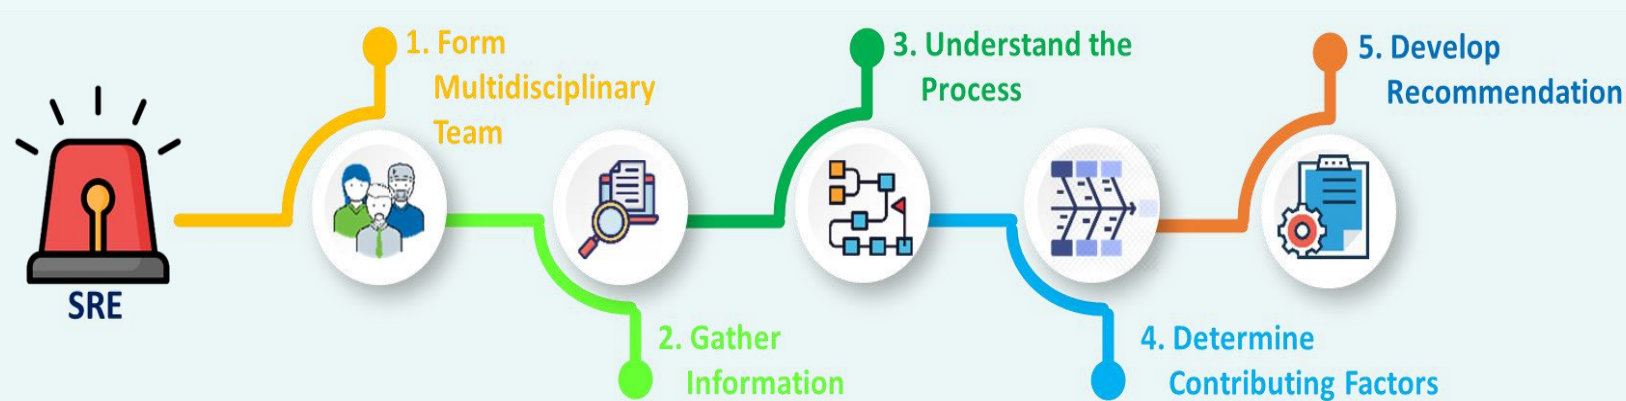 SRE
1. Form
Multidisciplinary
Team
2. Gather
Information
3. Understand the
Process
4. Determine
Contributing Factors
5. Develop
Recommendation